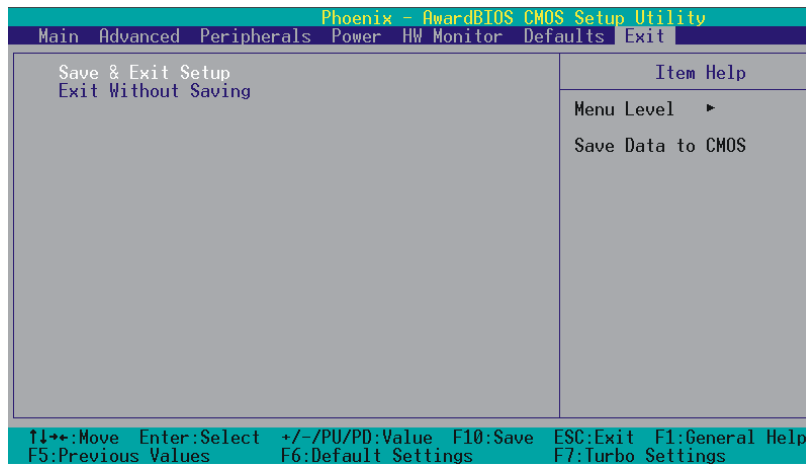 Phoenix - AwardBIOS CMOS Setup Utility
Main Advanced Peripherals Power HW Monitor Defaults Exit
Save & Exit Setup
Exit Without Saving
Item Help
Menu Level ►
Save Data to CMOS
↑↓→←:Move Enter:Select +/-/PU/PD:Value F10:Save ESC:Exit F1:General Help
F5:Previous Values F6:Default Settings F7:Turbo Settings